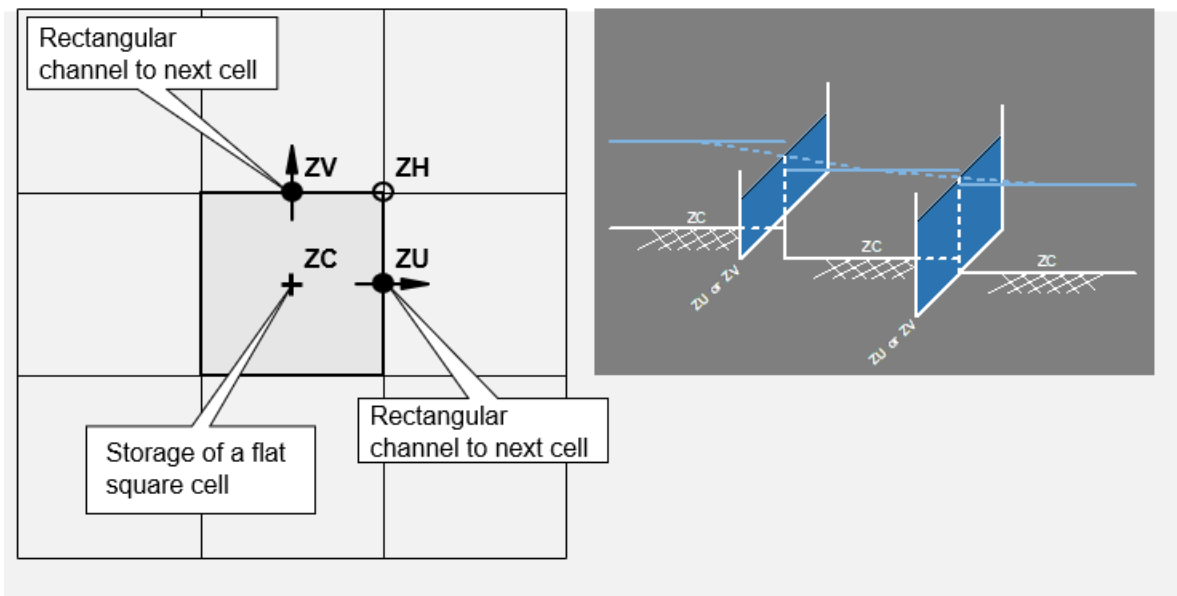 Rectangular
channel to next cell
ZV
ZH
ZC
ZU
Rectangular
channel to next cell
Storage of a flat
square cell
ZC
ZU or ZV
ZC
ZU or ZV
ZC